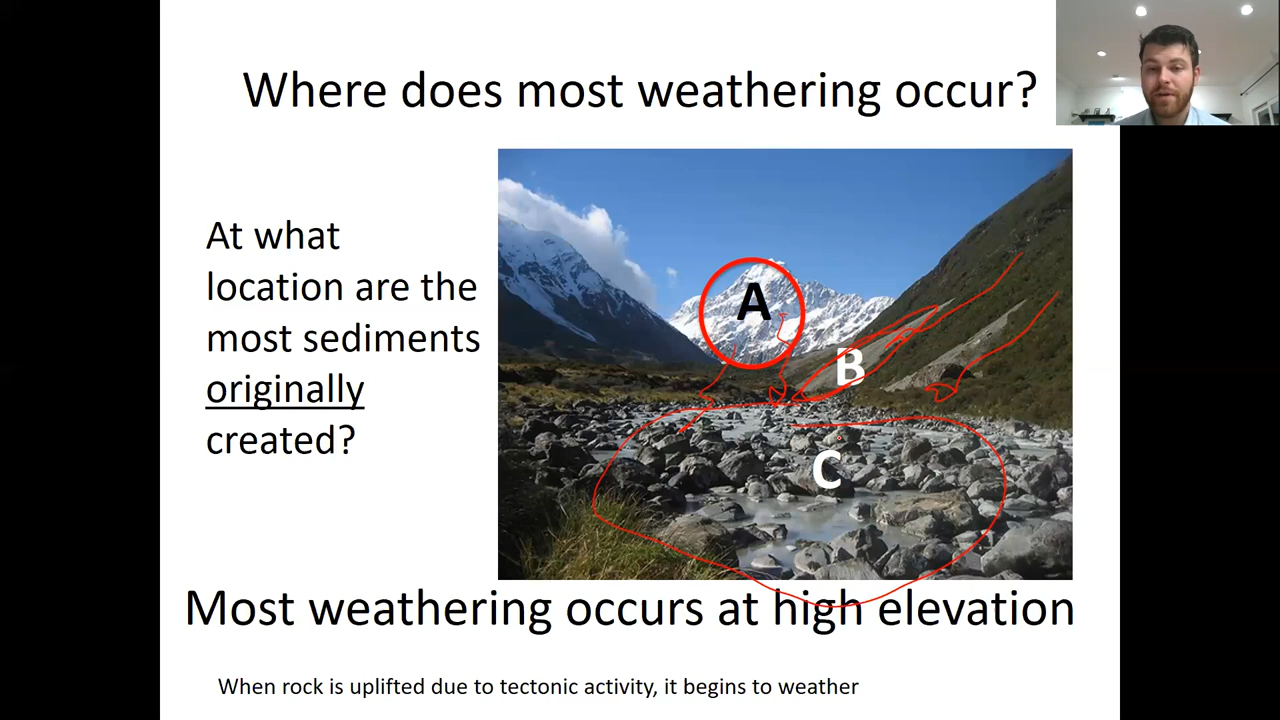 Where does most weathering occur?
At what
location are the
most sediments
originally
created?
A
B
C
Most weathering occurs at high elevation
When rock is uplifted due to tectonic activity, it begins to weather